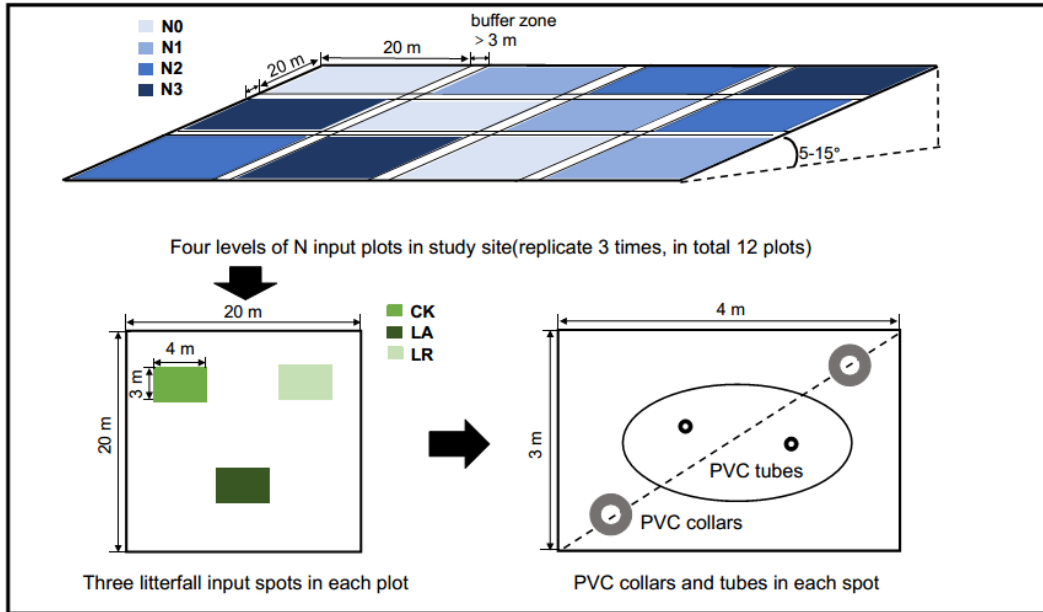 N0
N1
N2
N3
buffer zone
> 3 m
20 m
20 m
5-15°
Four levels of N input plots in study site(replicate 3 times, in total 12 plots)
20 m
CK
LA
LR
4 m
3 m
20 m
4 m
3 m
PVC tubes
PVC collars
Three litterfall input spots in each plot
PVC collars and tubes in each spot